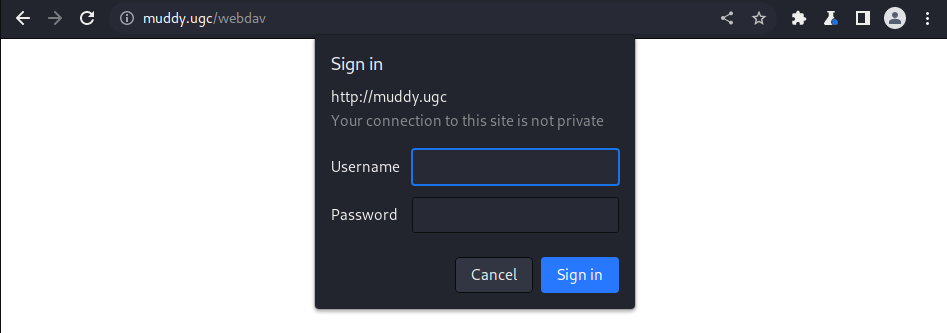 muddy.ugc/webdav
Sign in
http://muddy.ugc
Your connection to this site is not private
Username
Password
Cancel Sign in